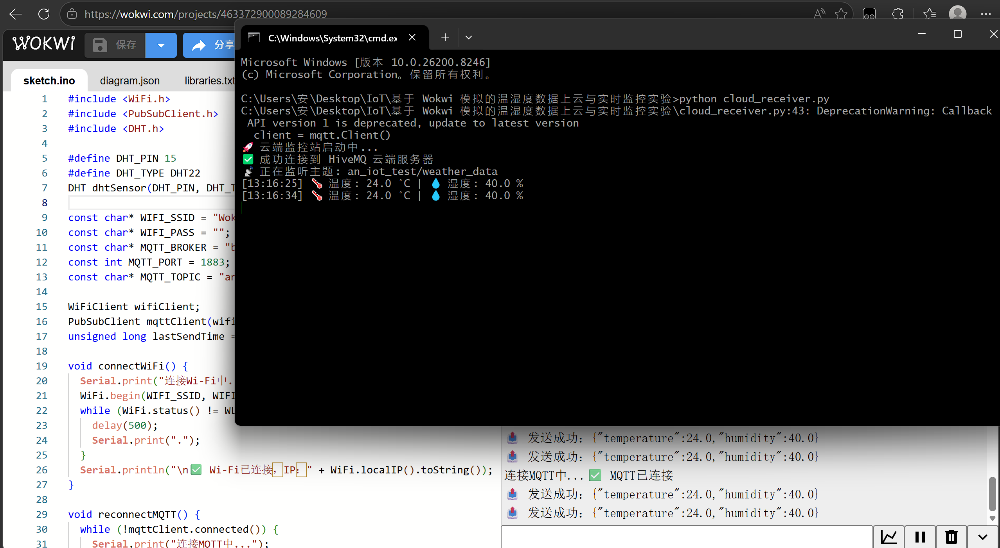 https://wokwi.com/projects/463372900089284609
WOKWi 保存 分享
sketch.ino diagram.json libraries.txt
1 #include <WiFi.h>
2 #include <PubSubClient.h>
3 #include <DHT.h>
4
5 #define DHT_PIN 15
6 #define DHT_TYPE DHT22
7 DHT dhtSensor(DHT_PIN, DHT_T
8
9 const char* WIFI_SSID = "Wok
10 const char* WIFI_PASS = "";
11 const char* MQTT_BROKER = "b
12 const int MQTT_PORT = 1883;
13 const char* MQTT_TOPIC = "an
14
15 WiFiClient wifiClient;
16 PubSubClient mqttClient(wifi
17 unsigned long lastSendTime =
18
19 void connectWiFi() {
20 Serial.print("连接Wi-Fi中.
21 WiFi.begin(WIFI_SSID, WIFI
22 while (WiFi.status() != WL
23 delay(500);
24 Serial.print(".");
25 }
26 Serial.println("\n✅ Wi-Fi已连接，IP：" + WiFi.localIP().toString());
27 }
28
29 void reconnectMQTT() {
30 while (!mqttClient.connected()) {
31 Serial.print("连接MQTT中...");
C:\Windows\System32\cmd.ex
Microsoft Windows [版本 10.0.26200.8246]
(c) Microsoft Corporation。保留所有权利。
C:\Users\安\Desktop\IoT\基于 Wokwi 模拟的温湿度数据上云与实时监控实验>python cloud_receiver.py
C:\Users\安\Desktop\IoT\基于 Wokwi 模拟的温湿度数据上云与实时监控实验\cloud_receiver.py:43: DeprecationWarning: Callback
API version 1 is deprecated, update to latest version
client = mqtt.Client()
🚀 云端监控站启动中...
✅ 成功连接到 HiveMQ 云端服务器
📡 正在监听主题: an_iot_test/weather_data
[13:16:25] 🌡️ 温度: 24.0 °C | 💧 湿度: 40.0 %
[13:16:34] 🌡️ 温度: 24.0 °C | 💧 湿度: 40.0 %
📤 发送成功：{"temperature":24.0,"humidity":40.0}
📤 发送成功：{"temperature":24.0,"humidity":40.0}
连接MQTT中...✅ MQTT已连接
📤 发送成功：{"temperature":24.0,"humidity":40.0}
📤 发送成功：{"temperature":24.0,"humidity":40.0}